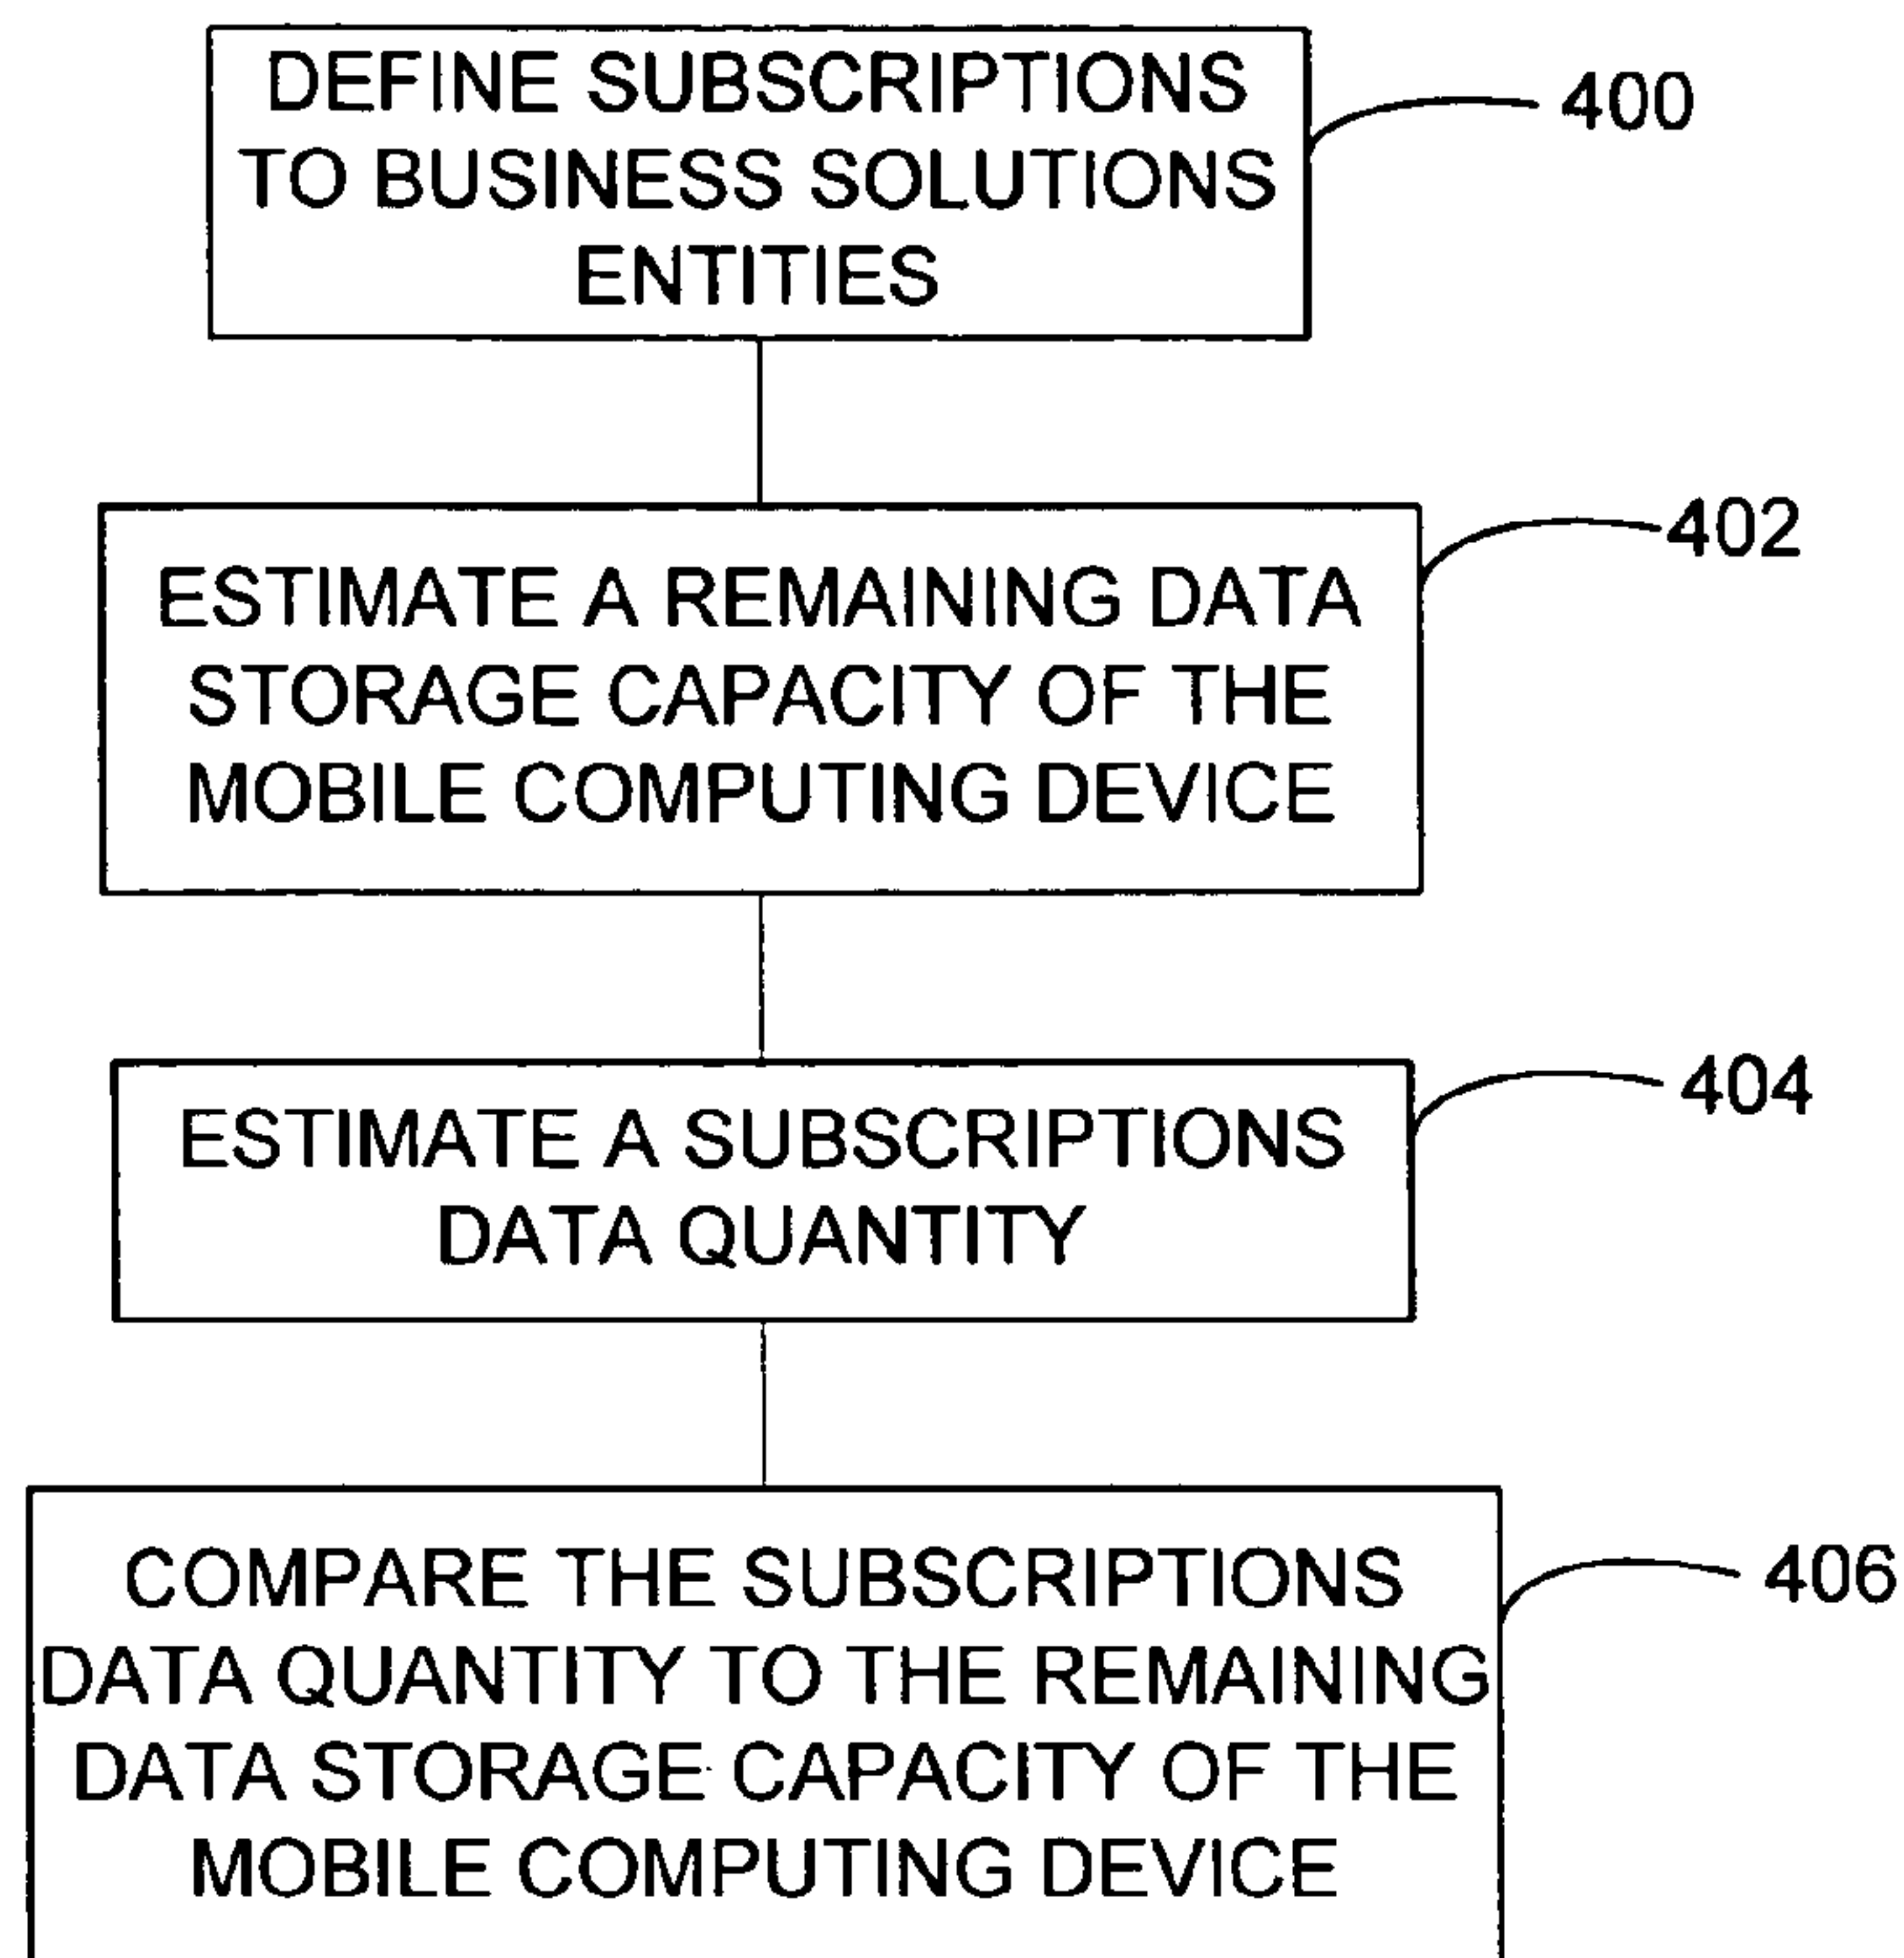 DEFINE SUBSCRIPTIONS
TO BUSINESS SOLUTIONS
ENTITIES
400
ESTIMATE A REMAINING DATA
STORAGE CAPACITY OF THE
MOBILE COMPUTING DEVICE
402
ESTIMATE A SUBSCRIPTIONS
DATA QUANTITY
404
COMPARE THE SUBSCRIPTIONS
DATA QUANTITY TO THE REMAINING
DATA STORAGE CAPACITY OF THE
MOBILE COMPUTING DEVICE
406